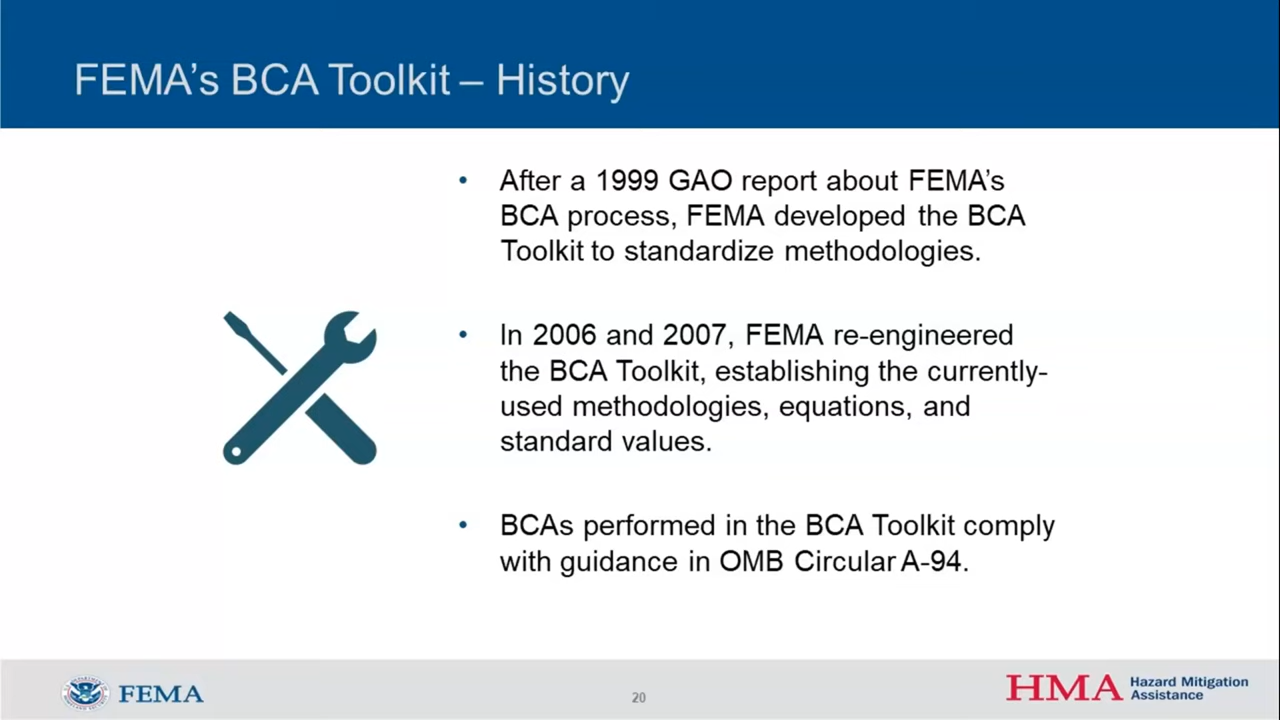 FEMA's BCA Toolkit – History
• After a 1999 GAO report about FEMA's
BCA process, FEMA developed the BCA
Toolkit to standardize methodologies.
• In 2006 and 2007, FEMA re-engineered
the BCA Toolkit, establishing the currently-
used methodologies, equations, and
standard values.
• BCAs performed in the BCA Toolkit comply
with guidance in OMB Circular A-94.
FEMA
20
HMA Hazard Mitigation
Assistance